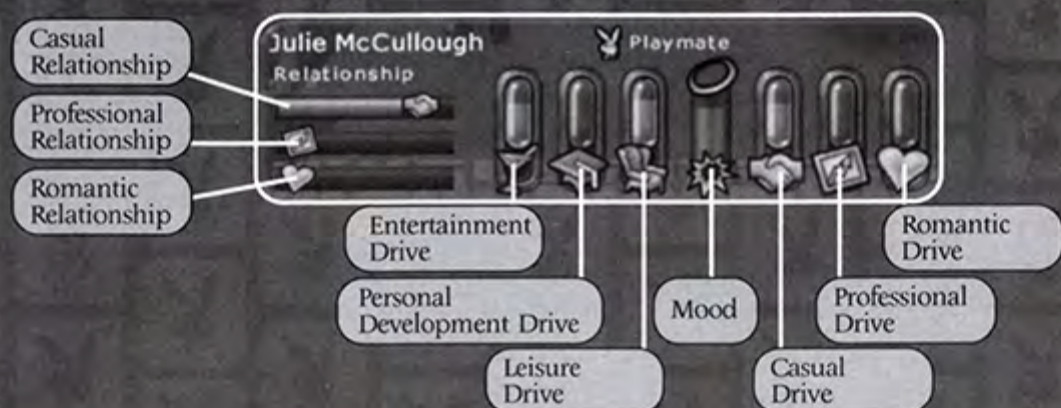 Casual
Relationship
Professional
Relationship
Romantic
Relationship
Julie McCullough
Playmate
Relationship
Entertainment
Drive
Personal
Development Drive
Leisure
Drive
Mood
Casual
Drive
Professional
Drive
Romantic
Drive